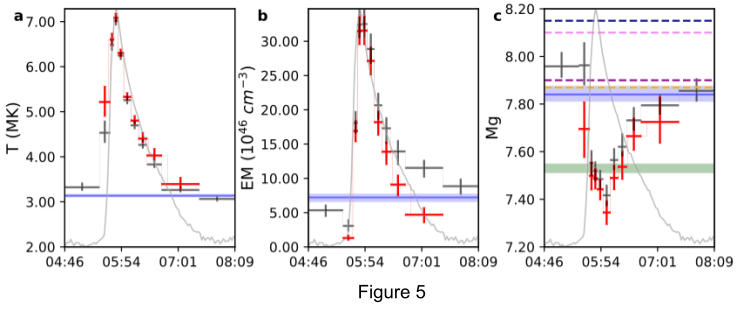 a
b
c
7.00
6.00
5.00
4.00
3.00
2.00
T (MK)
04:46 05:54 07:01 08:09
30.00
25.00
20.00
15.00
10.00
5.00
0.00
EM (10⁴⁶ cm⁻³)
04:46 05:54 07:01 08:09
8.20
8.00
7.80
7.60
7.40
7.20
Mg
04:46 05:54 07:01 08:09
Figure 5